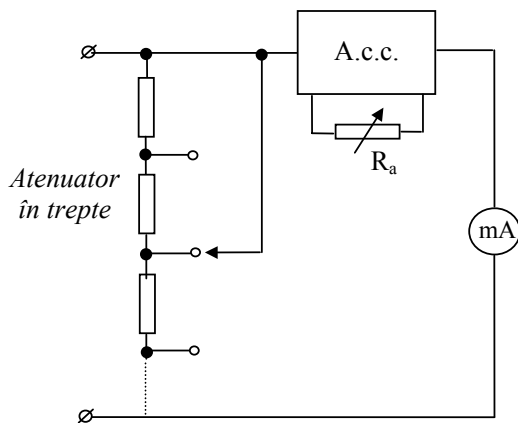 A.c.c.
Rₐ
Atenuator
în trepte
mA